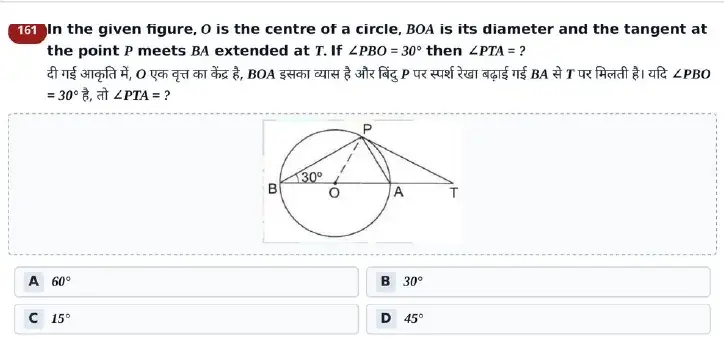 161 In the given figure, O is the centre of a circle, BOA is its diameter and the tangent at
the point P meets BA extended at T. If ∠PBO = 30° then ∠PTA = ?
दी गई आकृति में, O एक वृत्त का केंद्र है, BOA इसका व्यास है और बिंदु P पर स्पर्श रेखा बढ़ाई गई BA से T पर मिलती है। यदि ∠PBO
= 30° है, तो ∠PTA = ?
P
30°
B O A T
A 60°
B 30°
C 15°
D 45°